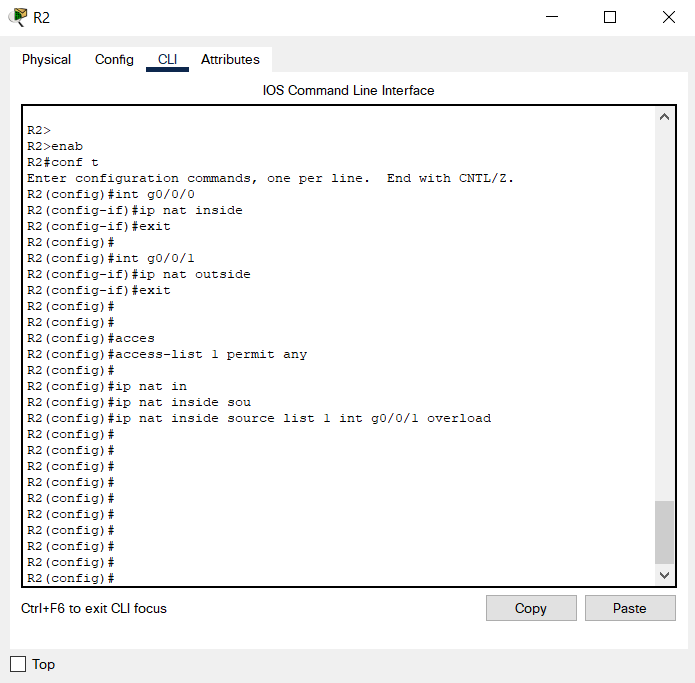 R2
Physical Config CLI Attributes
IOS Command Line Interface
R2>
R2>enab
R2#conf t
Enter configuration commands, one per line.  End with CNTL/Z.
R2(config)#int g0/0/0
R2(config-if)#ip nat inside
R2(config-if)#exit
R2(config)#
R2(config)#int g0/0/1
R2(config-if)#ip nat outside
R2(config-if)#exit
R2(config)#
R2(config)#
R2(config)#acces
R2(config)#access-list 1 permit any
R2(config)#
R2(config)#ip nat in
R2(config)#ip nat inside sou
R2(config)#ip nat inside source list 1 int g0/0/1 overload
R2(config)#
R2(config)#
R2(config)#
R2(config)#
R2(config)#
R2(config)#
R2(config)#
R2(config)#
R2(config)#
R2(config)#
Ctrl+F6 to exit CLI focus
Copy Paste
Top